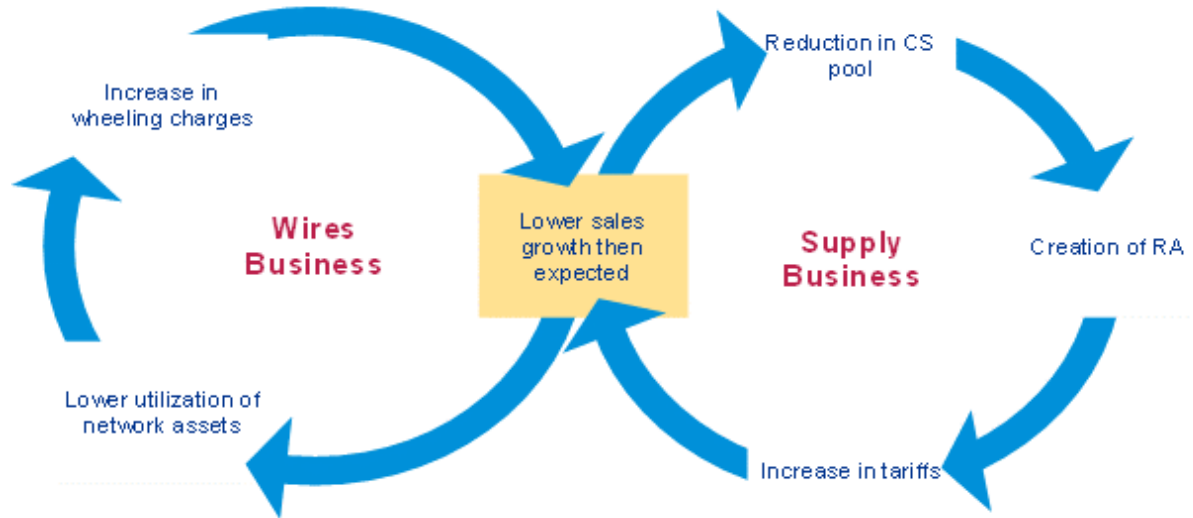 Increase in
wheeling charges
Wires
Business
Lower utilization of
network assets
Lower sales
growth then
expected
Reduction in CS
pool
Supply
Business
Creation of RA
Increase in tariffs